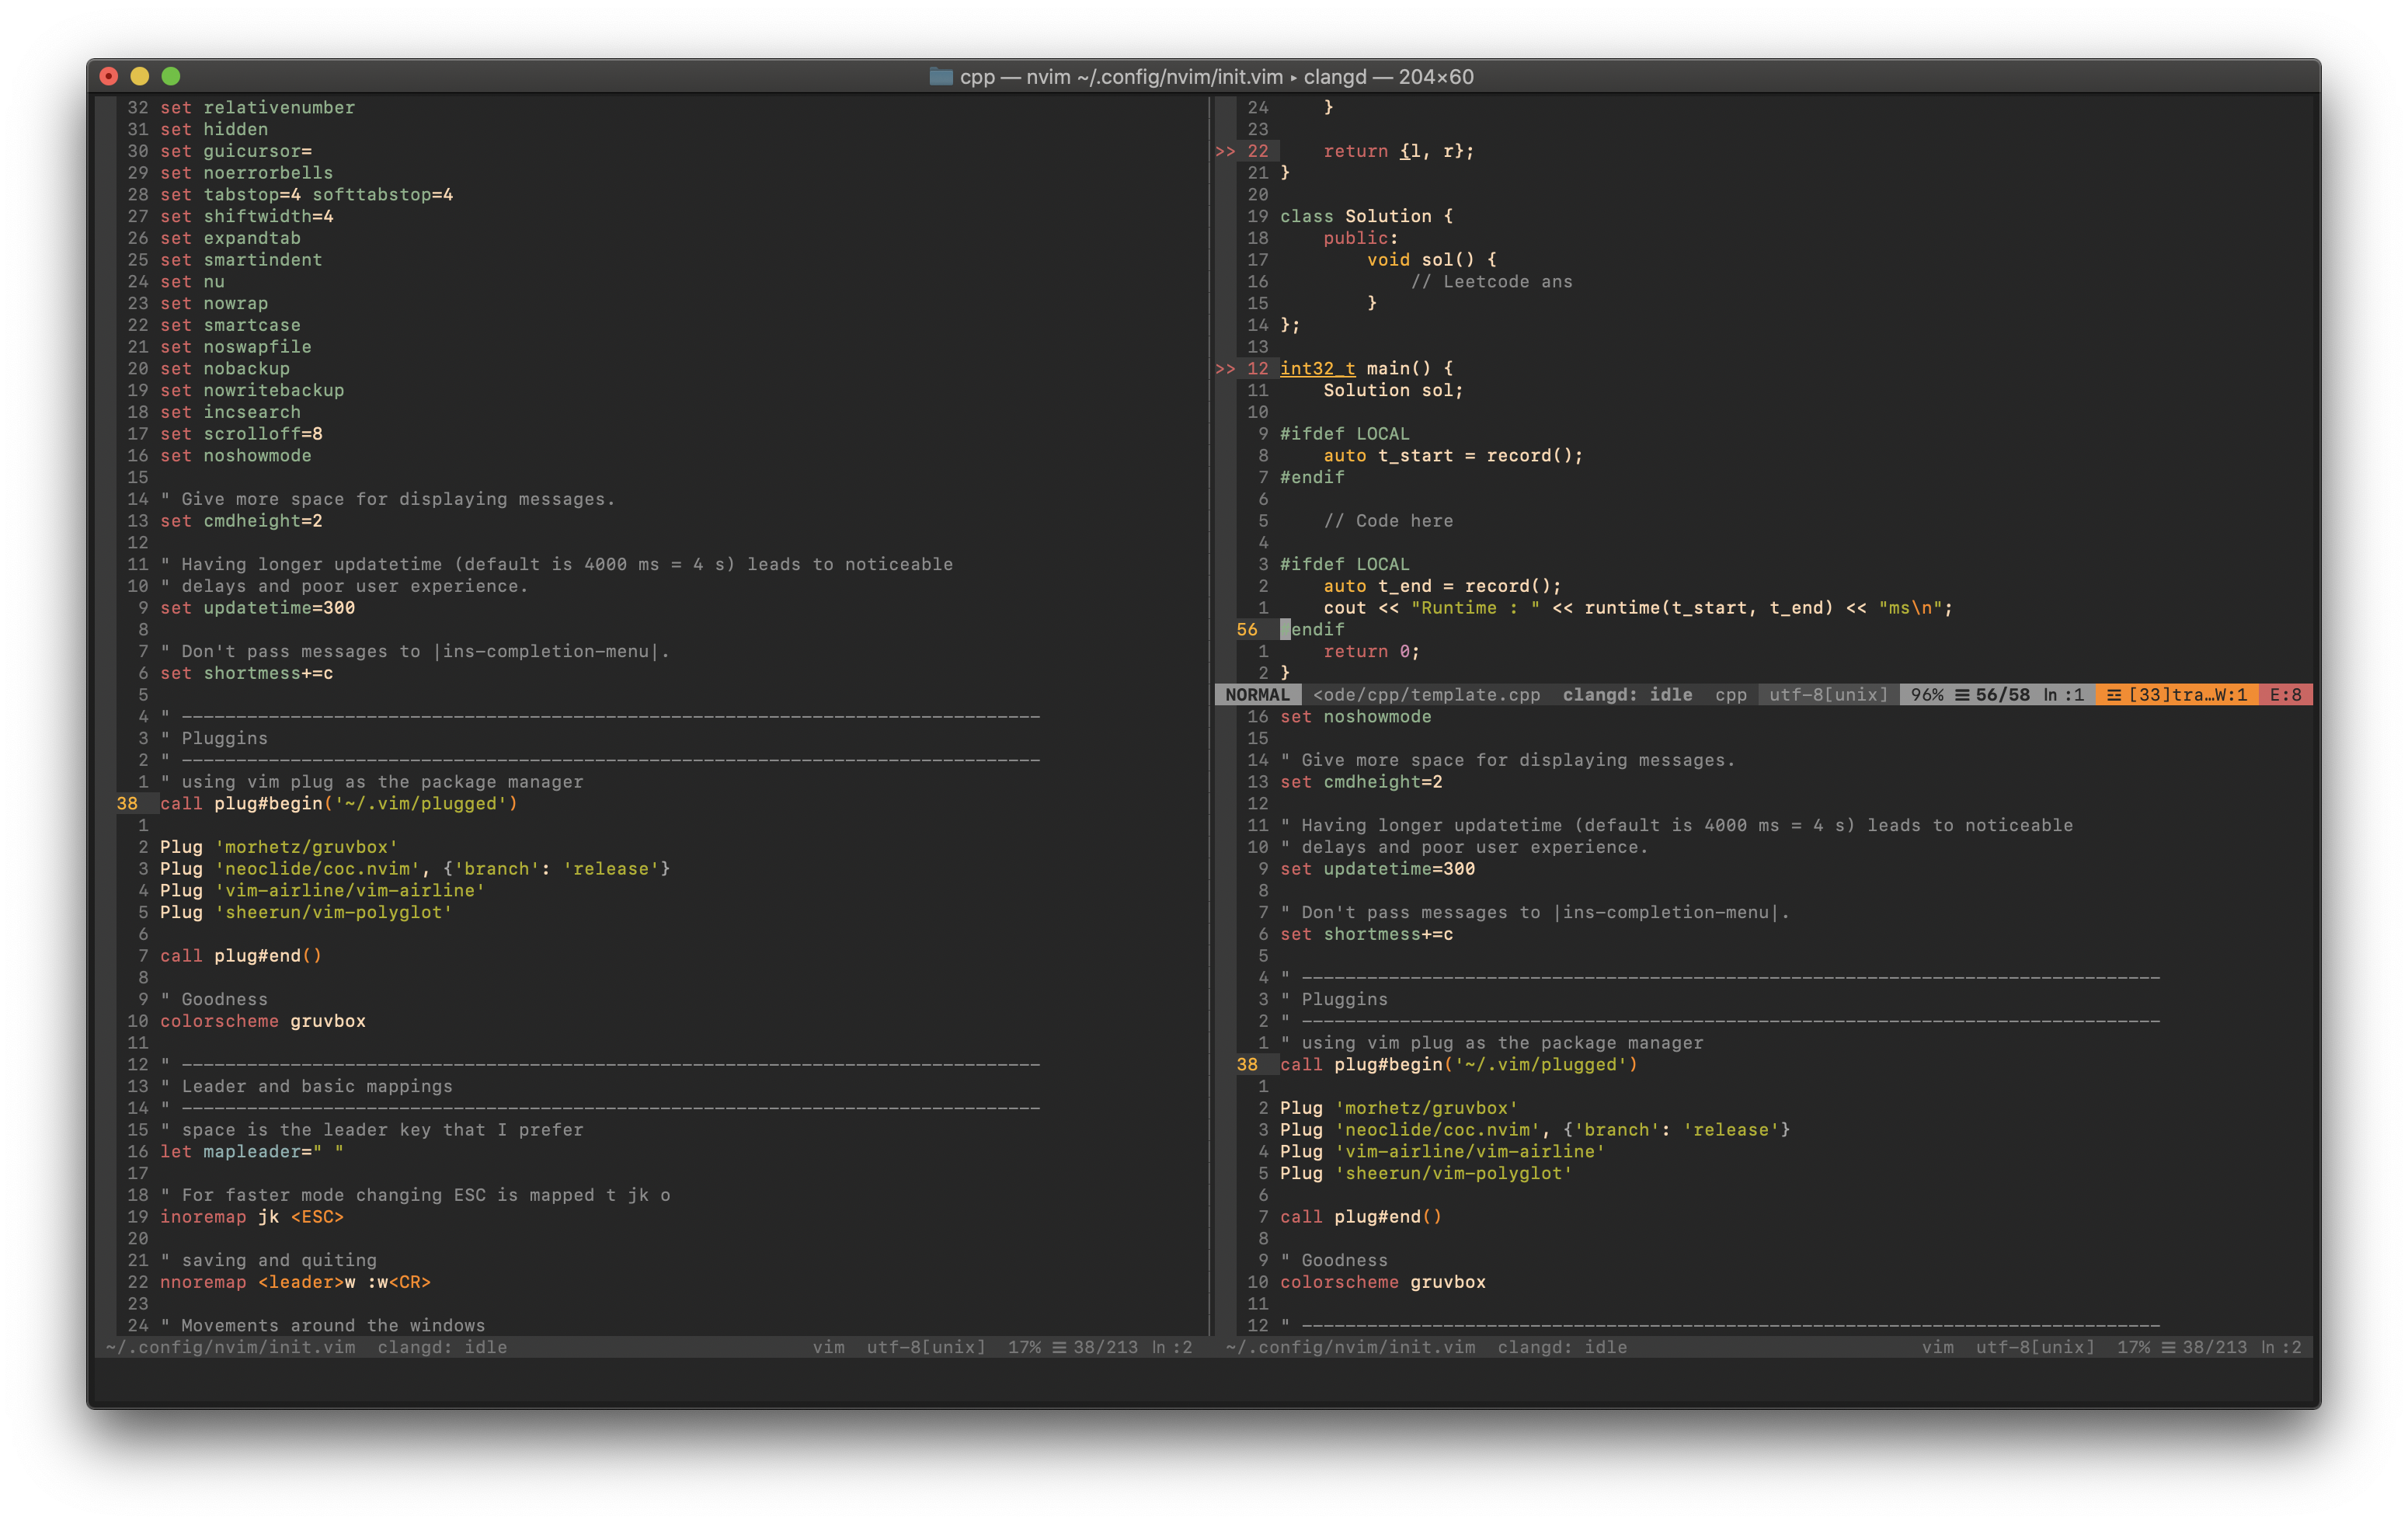 cpp — nvim ~/.config/nvim/init.vim ▸ clangd — 204×60
32 set relativenumber
31 set hidden
30 set guicursor=
29 set noerrorbells
28 set tabstop=4 softtabstop=4
27 set shiftwidth=4
26 set expandtab
25 set smartindent
24 set nu
23 set nowrap
22 set smartcase
21 set noswapfile
20 set nobackup
19 set nowritebackup
18 set incsearch
17 set scrolloff=8
16 set noshowmode
15
14 " Give more space for displaying messages.
13 set cmdheight=2
12
11 " Having longer updatetime (default is 4000 ms = 4 s) leads to noticeable
10 " delays and poor user experience.
9 set updatetime=300
8
7 " Don't pass messages to |ins-completion-menu|.
6 set shortmess+=c
5
4 " -------------------------------------------------------------------------------
3 " Pluggins
2 " -------------------------------------------------------------------------------
1 " using vim plug as the package manager
38 call plug#begin('~/.vim/plugged')
1
2 Plug 'morhetz/gruvbox'
3 Plug 'neoclide/coc.nvim', {'branch': 'release'}
4 Plug 'vim-airline/vim-airline'
5 Plug 'sheerun/vim-polyglot'
6
7 call plug#end()
8
9 " Goodness
10 colorscheme gruvbox
11
12 " -------------------------------------------------------------------------------
13 " Leader and basic mappings
14 " -------------------------------------------------------------------------------
15 " space is the leader key that I prefer
16 let mapleader=" "
17
18 " For faster mode changing ESC is mapped t jk o
19 inoremap jk <ESC>
20
21 " saving and quiting
22 nnoremap <leader>w :w<CR>
23
24 " Movements around the windows
~/.config/nvim/init.vim clangd: idle vim utf-8[unix] 17% ☰ 38/213 ln :2
24 }
23
>> 22 return {l, r};
21 }
20
19 class Solution {
18 public:
17 void sol() {
16 // Leetcode ans
15 }
14 };
13
>> 12 int32_t main() {
11 Solution sol;
10
9 #ifdef LOCAL
8 auto t_start = record();
7 #endif
6
5 // Code here
4
3 #ifdef LOCAL
2 auto t_end = record();
1 cout << "Runtime : " << runtime(t_start, t_end) << "ms\n";
56 endif
1 return 0;
2 }
NORMAL <ode/cpp/template.cpp clangd: idle cpp utf-8[unix] 96% ☰ 56/58 ln :1 ☲ [33]tra…W:1 E:8
16 set noshowmode
15
14 " Give more space for displaying messages.
13 set cmdheight=2
12
11 " Having longer updatetime (default is 4000 ms = 4 s) leads to noticeable
10 " delays and poor user experience.
9 set updatetime=300
8
7 " Don't pass messages to |ins-completion-menu|.
6 set shortmess+=c
5
4 " -------------------------------------------------------------------------------
3 " Pluggins
2 " -------------------------------------------------------------------------------
1 " using vim plug as the package manager
38 call plug#begin('~/.vim/plugged')
1
2 Plug 'morhetz/gruvbox'
3 Plug 'neoclide/coc.nvim', {'branch': 'release'}
4 Plug 'vim-airline/vim-airline'
5 Plug 'sheerun/vim-polyglot'
6
7 call plug#end()
8
9 " Goodness
10 colorscheme gruvbox
11
12 " -------------------------------------------------------------------------------
~/.config/nvim/init.vim clangd: idle vim utf-8[unix] 17% ☰ 38/213 ln :2